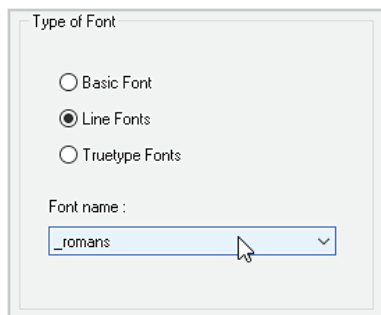 Type of Font
Basic Font
Line Fonts
Truetype Fonts
Font name :
_romans